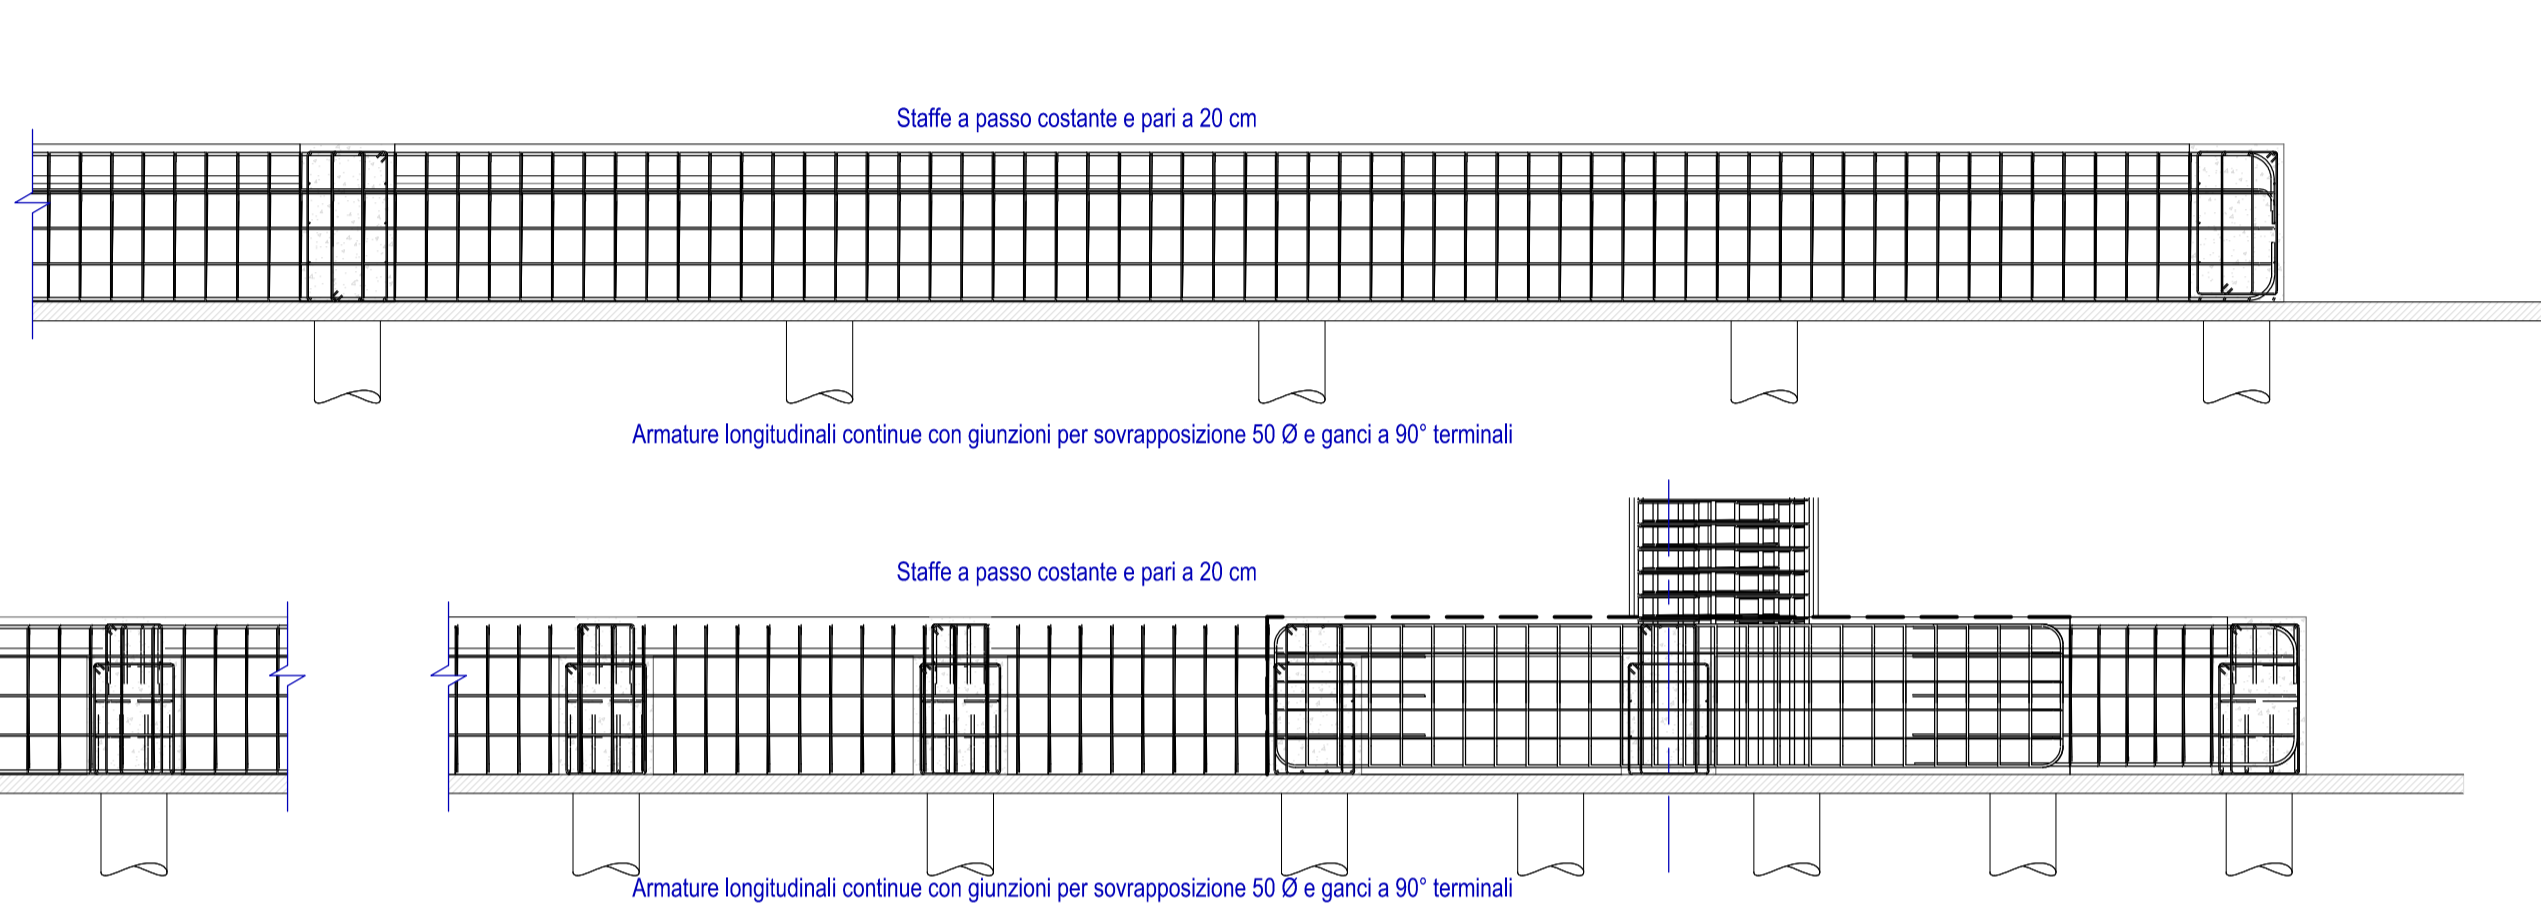 Staffe a passo costante e pari a 20 cm
Armature longitudinali continue con giunzioni per sovrapposizione 50 Ø e ganci a 90° terminali
Staffe a passo costante e pari a 20 cm
Armature longitudinali continue con giunzioni per sovrapposizione 50 Ø e ganci a 90° terminali